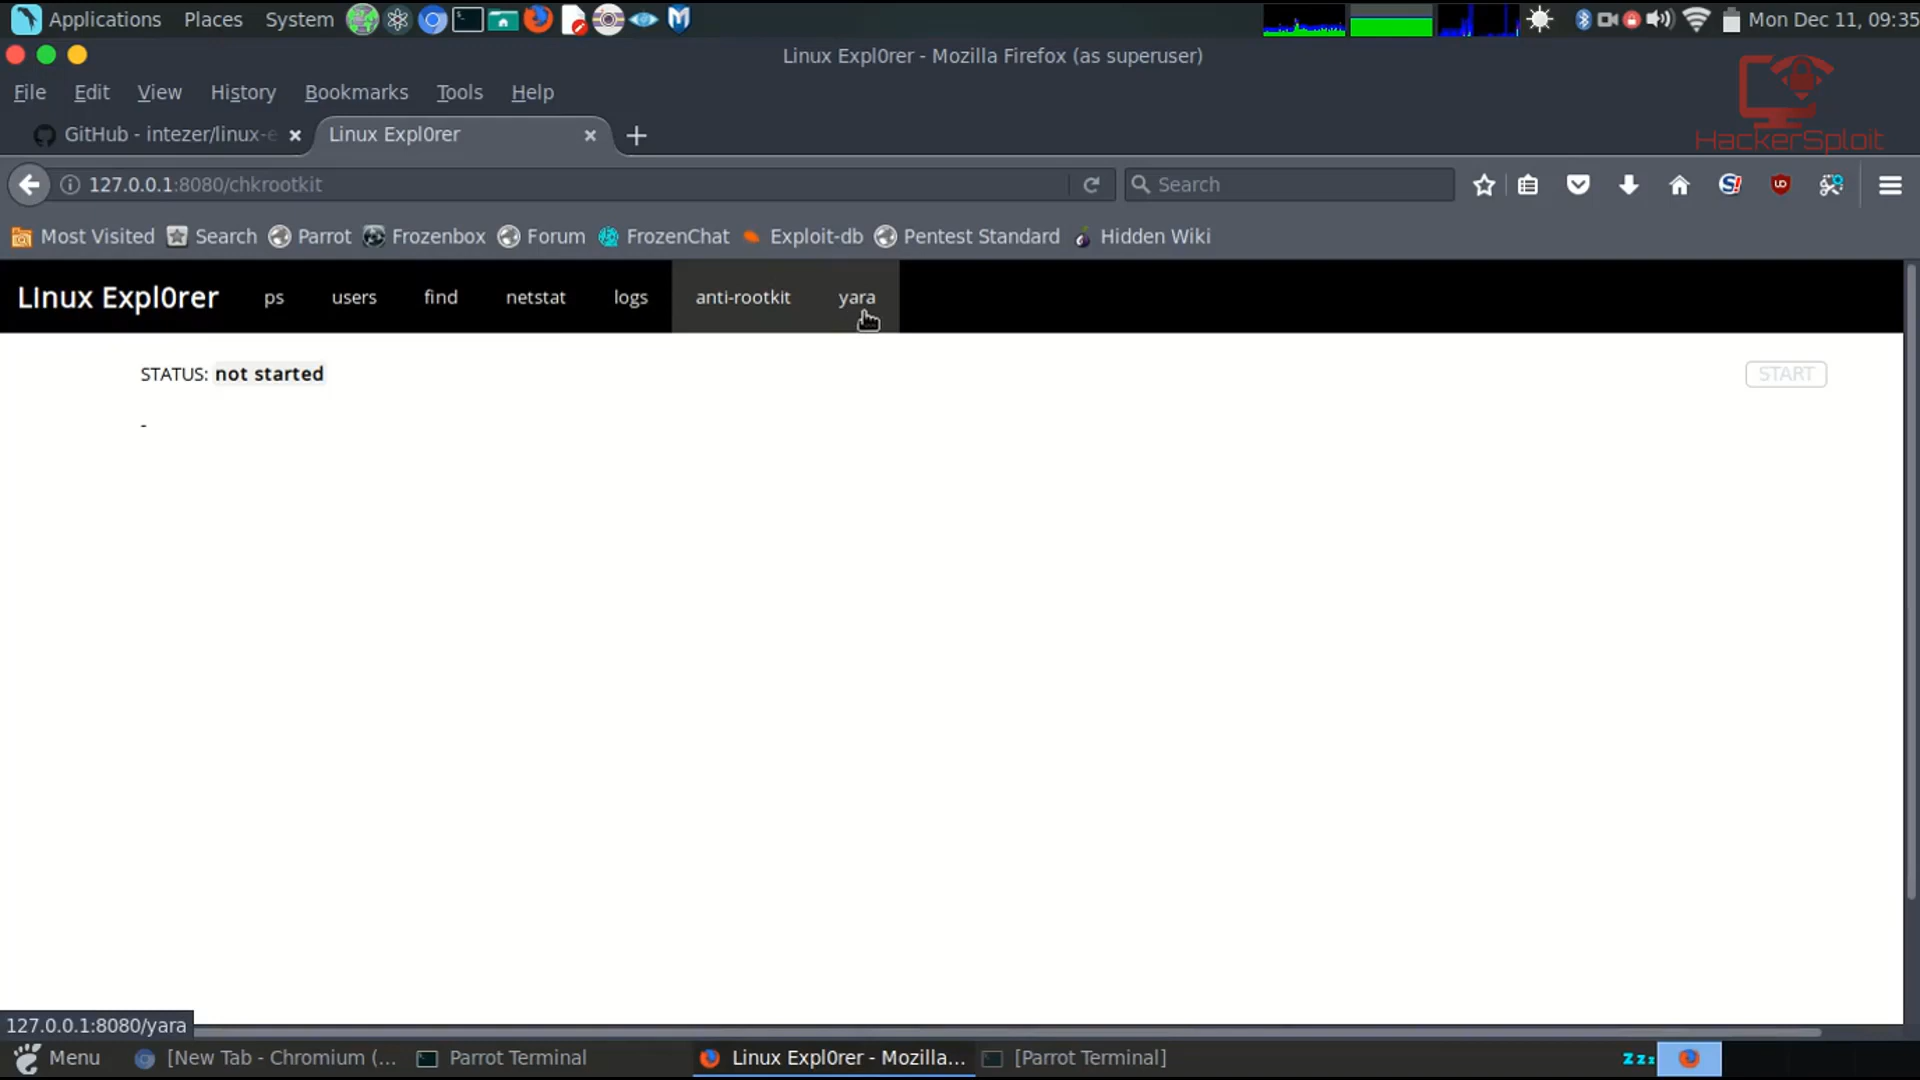 Applications Places System Mon Dec 11, 09:35
Linux Expl0rer - Mozilla Firefox (as superuser)
File Edit View History Bookmarks Tools Help
HackerSploit
GitHub - intezer/linux-e × Linux Expl0rer × +
127.0.0.1:8080/chkrootkit Search
Most Visited Search Parrot Frozenbox Forum FrozenChat Exploit-db Pentest Standard Hidden Wiki
LInux Expl0rer ps users find netstat logs anti-rootkit yara
STATUS: not started START
-
127.0.0.1:8080/yara
Menu [New Tab - Chromium (... Parrot Terminal Linux Expl0rer - Mozilla... [Parrot Terminal] zzz